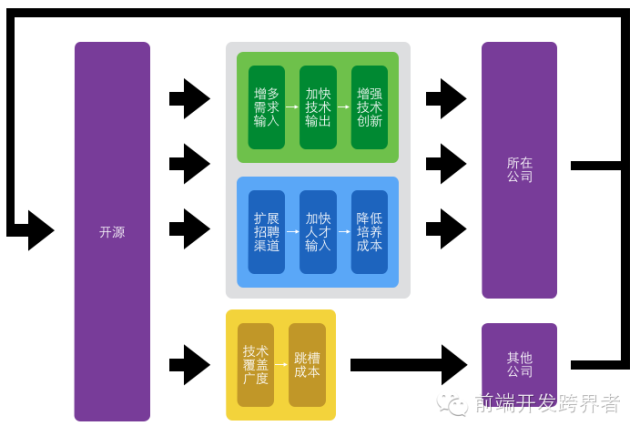 开源
增多
需求
输入
加快
技术
输出
增强
技术
创新
扩展
招聘
渠道
加快
人才
输入
降低
培养
成本
技术
覆盖
广度
跳槽
成本
所在
公司
其他
公司
前端开发跨界者